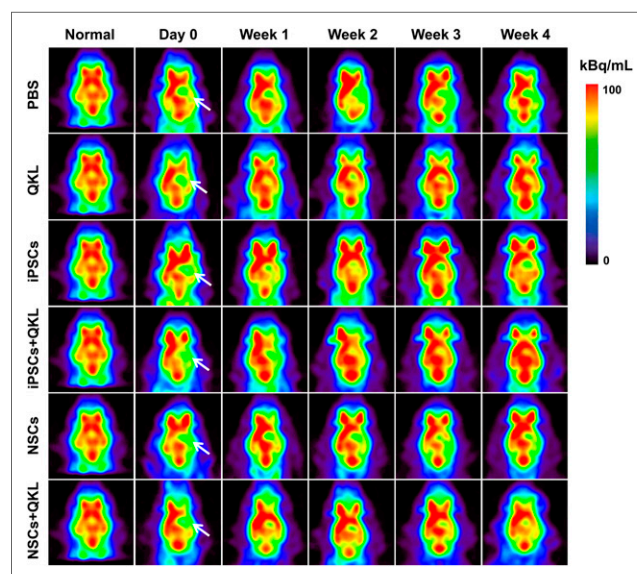 Normal Day 0 Week 1 Week 2 Week 3 Week 4
kBq/mL
100
0
PBS
QKL
iPSCs
iPSCs+QKL
NSCs
NSCs+QKL